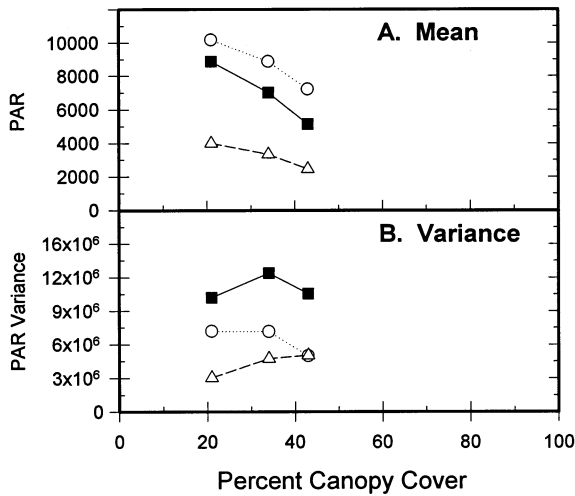 A. Mean
10000
8000
6000
4000
2000
0
PAR
B. Variance
16x10⁶
12x10⁶
9x10⁶
6x10⁶
3x10⁶
0
PAR Variance
0 20 40 60 80 100
Percent Canopy Cover